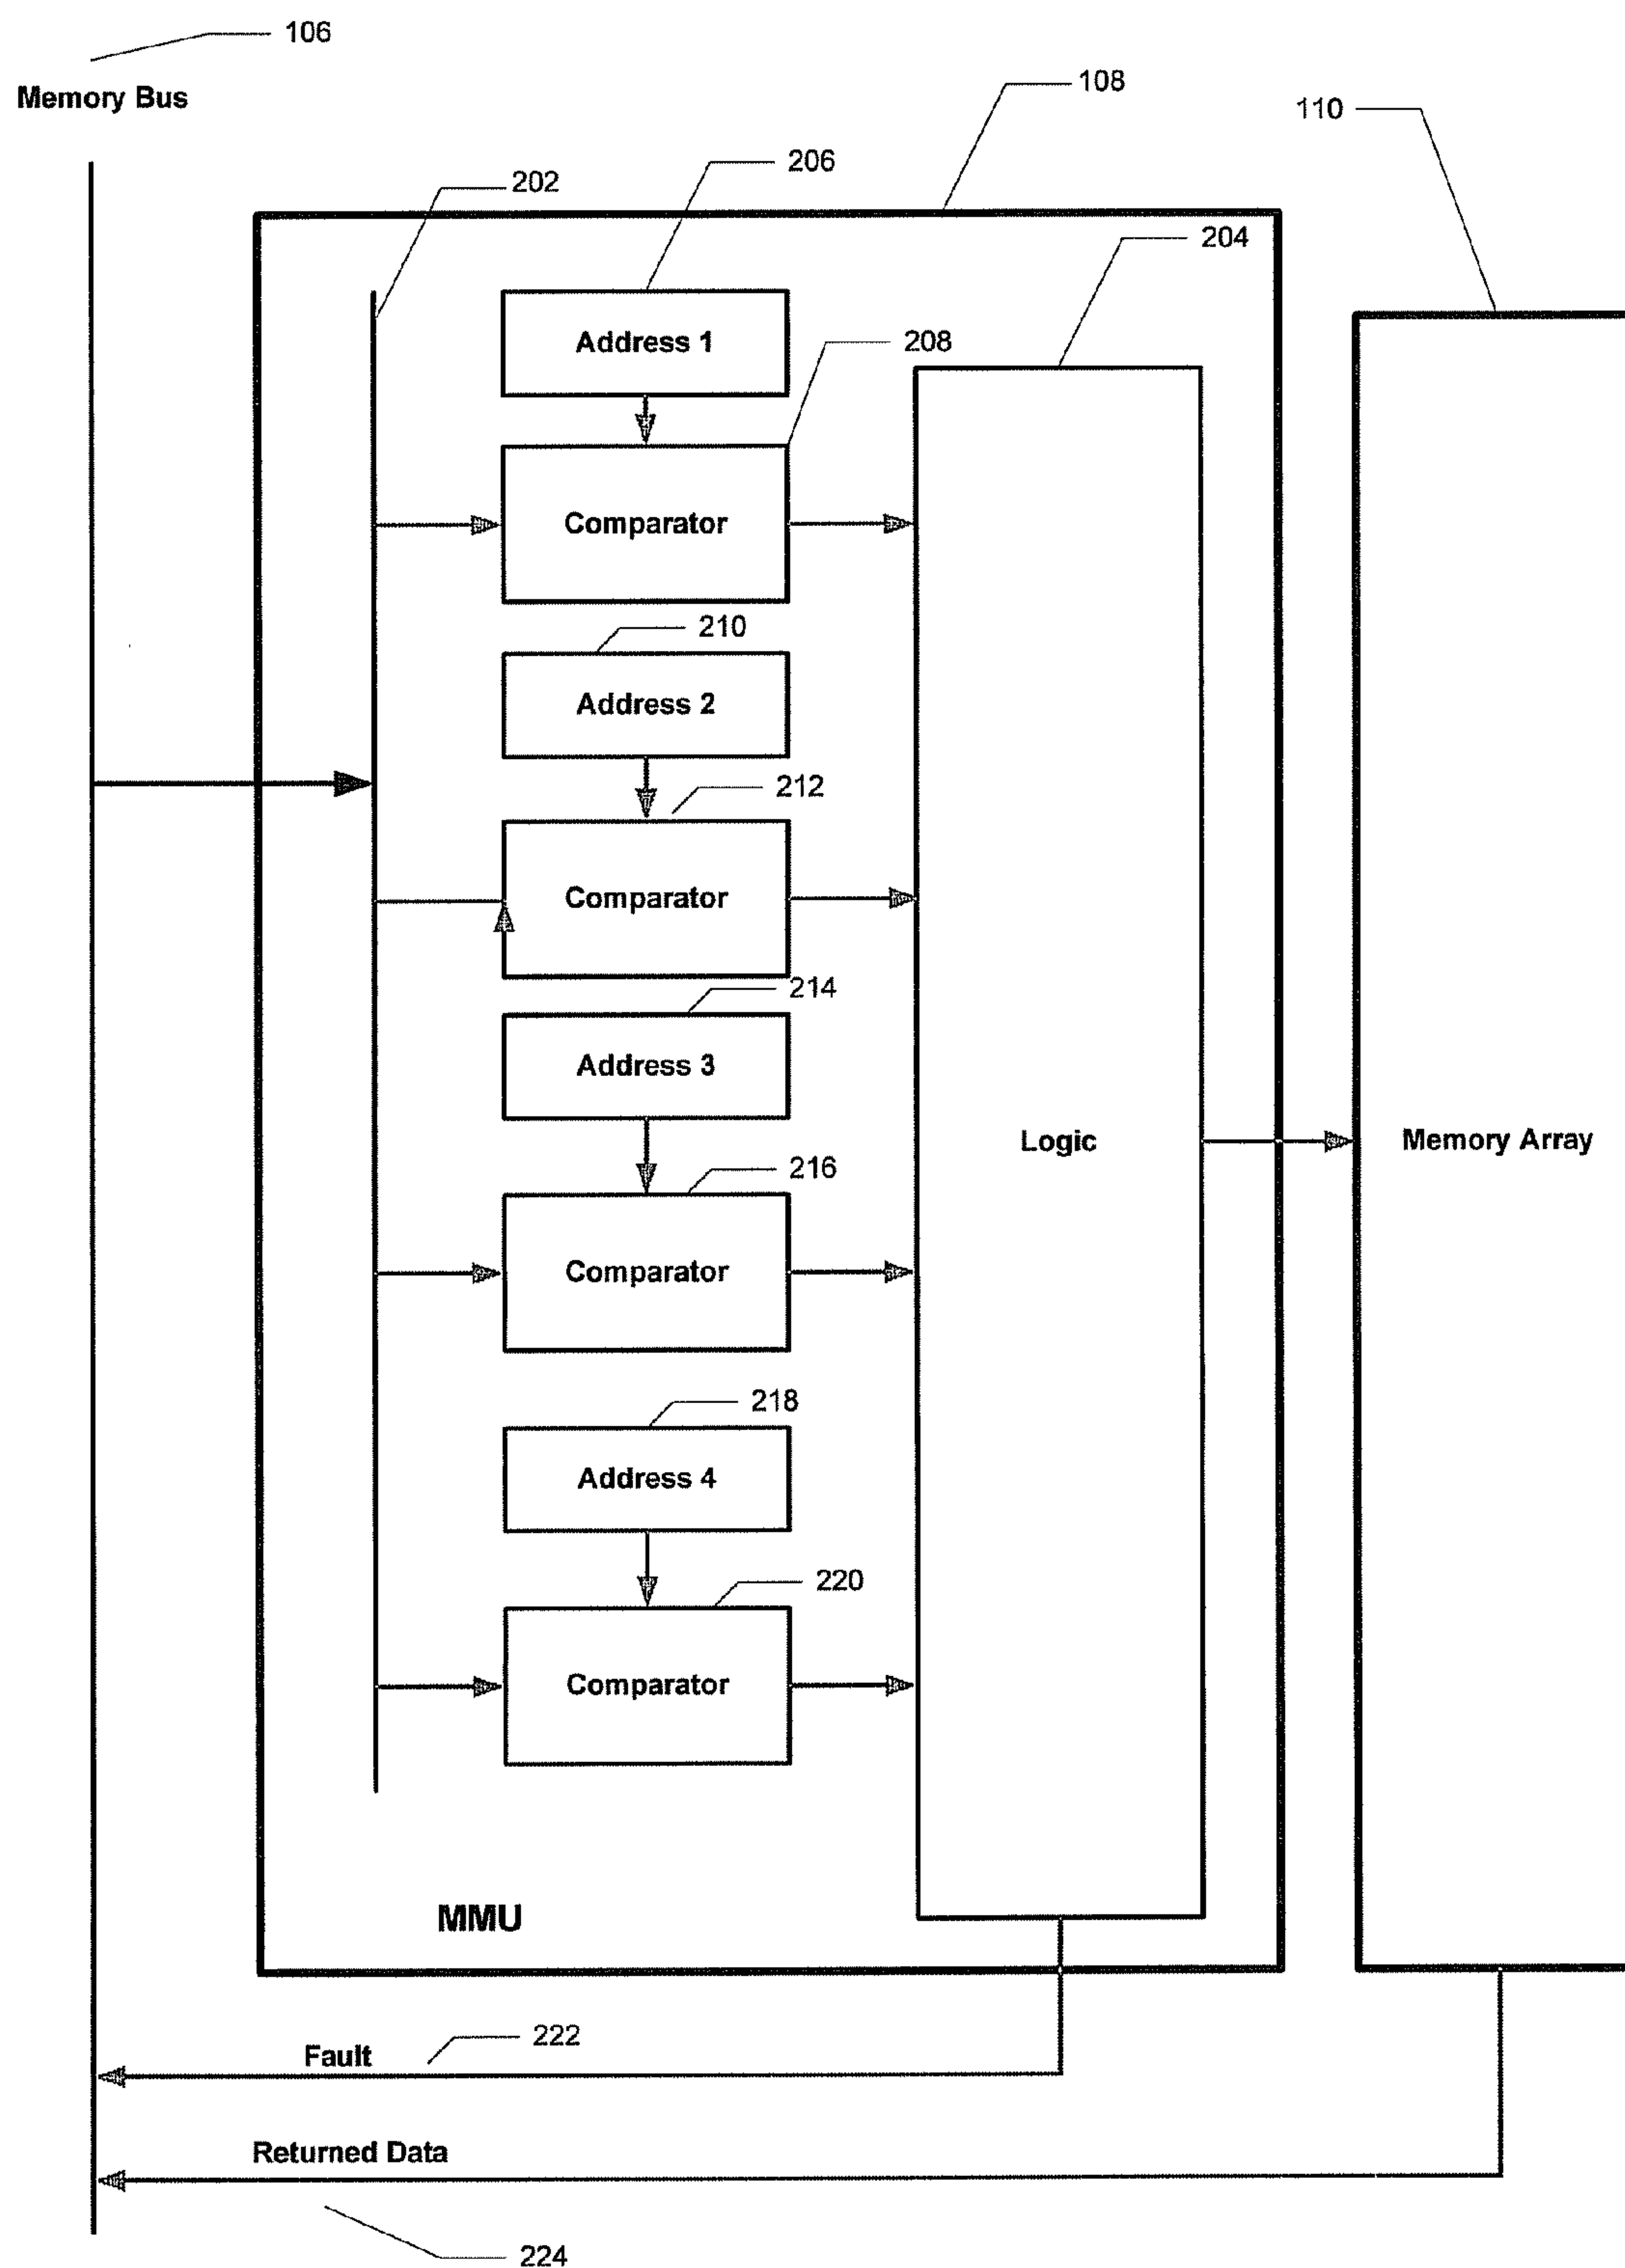 106
Memory Bus
108
110
206
202
204
Address 1
208
Comparator
210
Address 2
212
Comparator
214
Address 3
Logic
Memory Array
216
Comparator
218
Address 4
220
Comparator
MMU
222
Fault
Returned Data
224